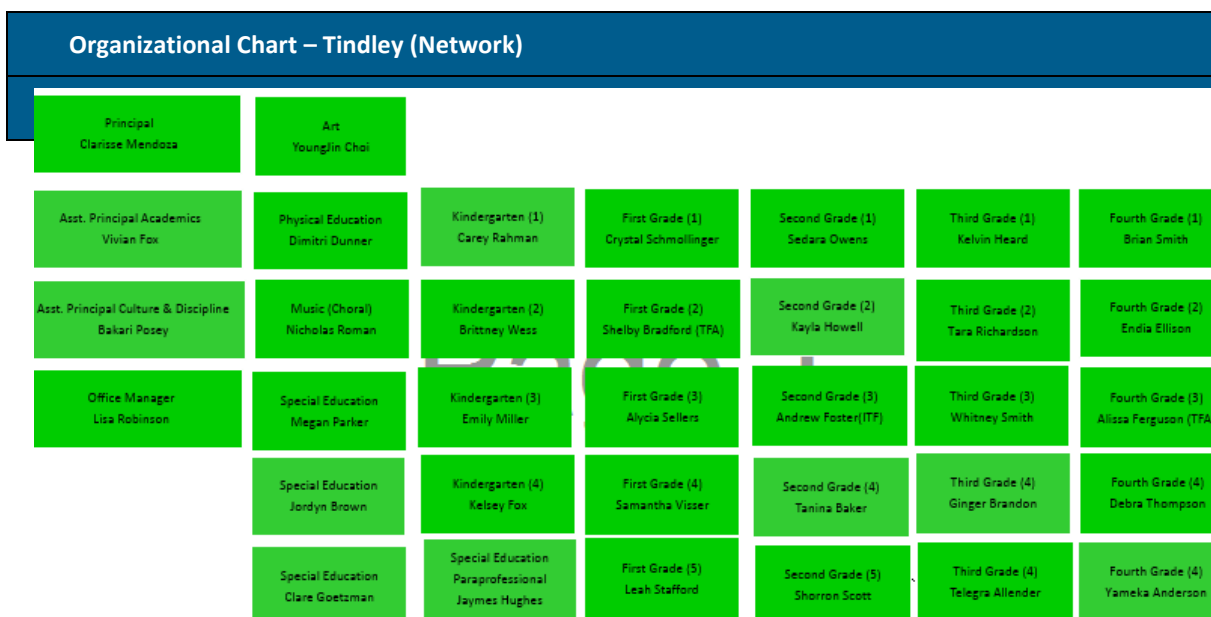 Organizational Chart – Tindley (Network)
Principal
Clarisse Mendoza
Art
YoungJin Choi
Asst. Principal Academics
Vivian Fox
Physical Education
Dimitri Dunner
Kindergarten (1)
Carey Rahman
First Grade (1)
Crystal Schmollinger
Second Grade (1)
Sedara Owens
Third Grade (1)
Kelvin Heard
Fourth Grade (1)
Brian Smith
Asst. Principal Culture & Discipline
Bakari Posey
Music (Choral)
Nicholas Roman
Kindergarten (2)
Brittney Wess
First Grade (2)
Shelby Bradford (TFA)
Second Grade (2)
Kayla Howell
Third Grade (2)
Tara Richardson
Fourth Grade (2)
Endia Ellison
Office Manager
Lisa Robinson
Special Education
Megan Parker
Kindergarten (3)
Emily Miller
First Grade (3)
Alycia Sellers
Second Grade (3)
Andrew Foster(ITF)
Third Grade (3)
Whitney Smith
Fourth Grade (3)
Alissa Ferguson (TFA
Special Education
Jordyn Brown
Kindergarten (4)
Kelsey Fox
First Grade (4)
Samantha Visser
Second Grade (4)
Tanina Baker
Third Grade (4)
Ginger Brandon
Fourth Grade (4)
Debra Thompson
Special Education
Clare Goetzman
Special Education
Paraprofessional
Jaymes Hughes
First Grade (5)
Leah Stafford
Second Grade (5)
Shorron Scott
Third Grade (4)
Telegra Allender
Fourth Grade (4)
Yameka Anderson